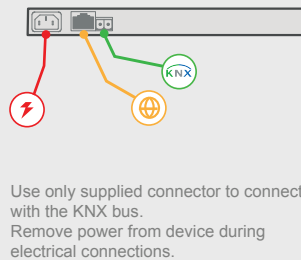 KNX
Use only supplied connector to connect
with the KNX bus.
Remove power from device during
electrical connections.